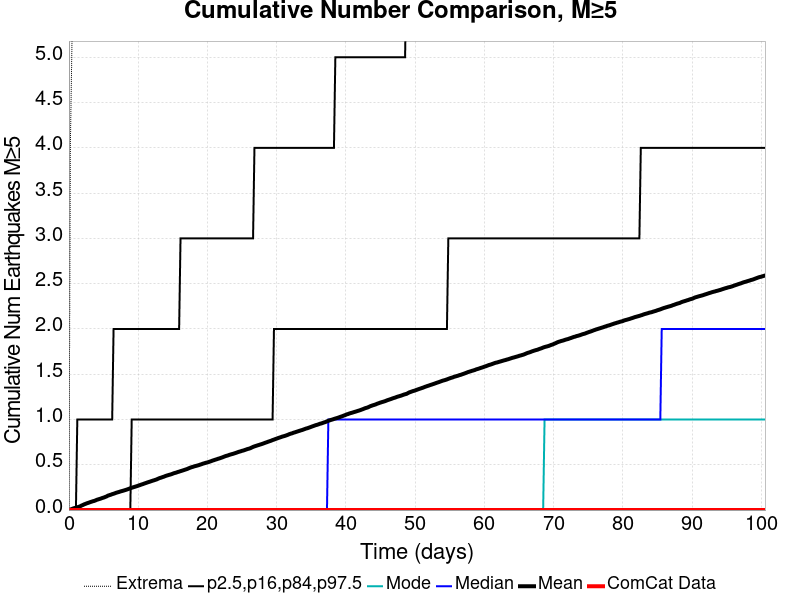 Cumulative Number Comparison, M≥5
Cumulative Num Earthquakes M≥5
5.0
4.5
4.0
3.5
3.0
2.5
2.0
1.5
1.0
0.5
0.0
0 10 20 30 40 50 60 70 80 90 100
Time (days)
Extrema p2.5,p16,p84,p97.5 Mode Median Mean ComCat Data